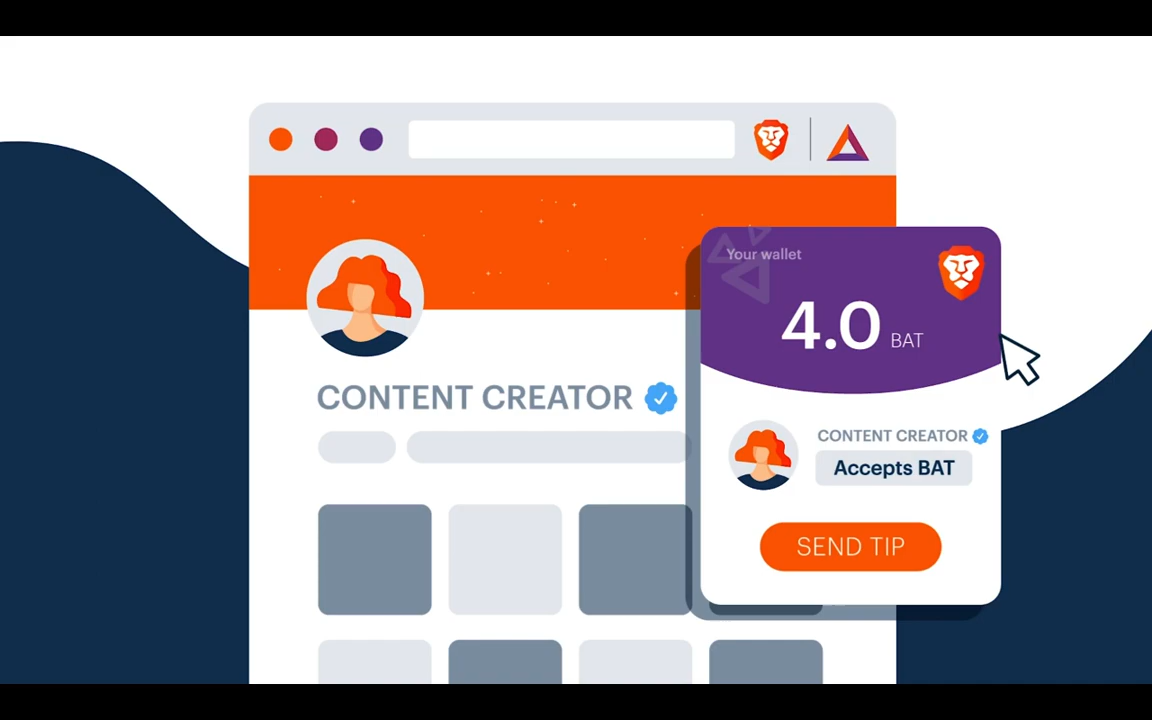 Your wallet
4.0 BAT
CONTENT CREATOR
CONTENT CREATOR
Accepts BAT
SEND TIP